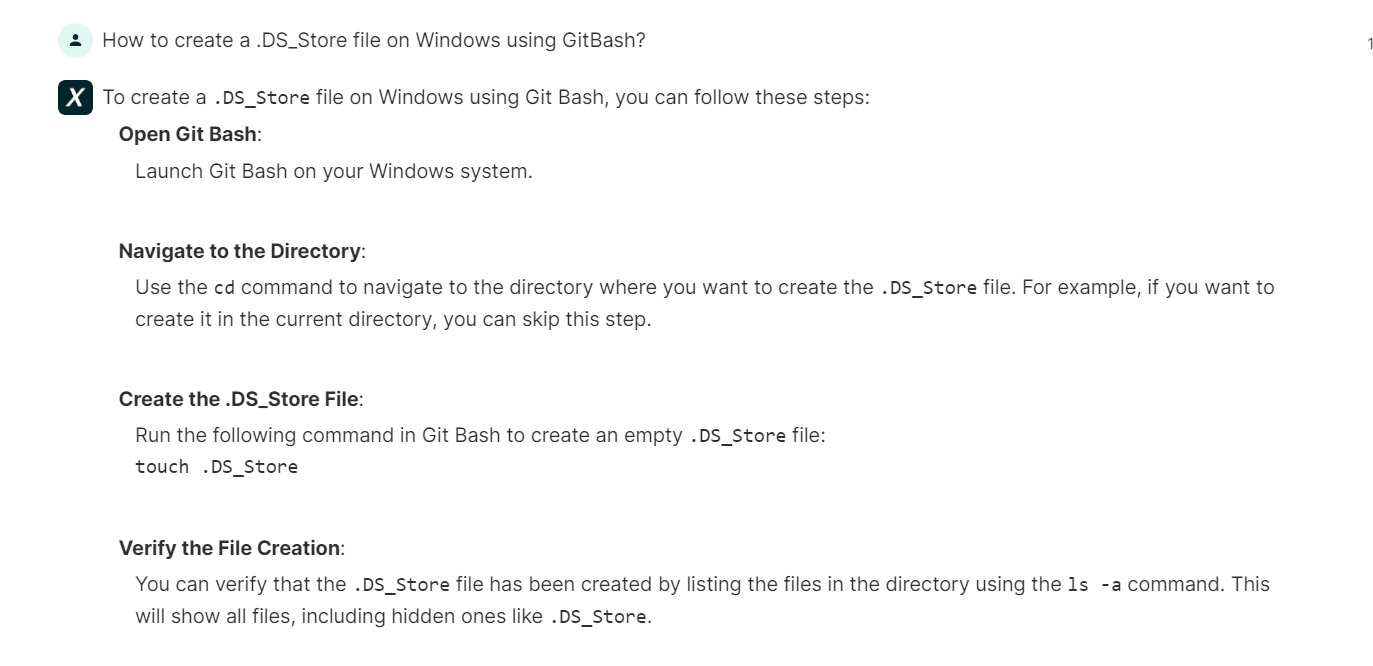 How to create a .DS_Store file on Windows using GitBash?
1
X
To create a .DS_Store file on Windows using Git Bash, you can follow these steps:
Open Git Bash:
Launch Git Bash on your Windows system.
Navigate to the Directory:
Use the cd command to navigate to the directory where you want to create the .DS_Store file. For example, if you want to
create it in the current directory, you can skip this step.
Create the .DS_Store File:
Run the following command in Git Bash to create an empty .DS_Store file:
touch .DS_Store
Verify the File Creation:
You can verify that the .DS_Store file has been created by listing the files in the directory using the ls -a command. This
will show all files, including hidden ones like .DS_Store.